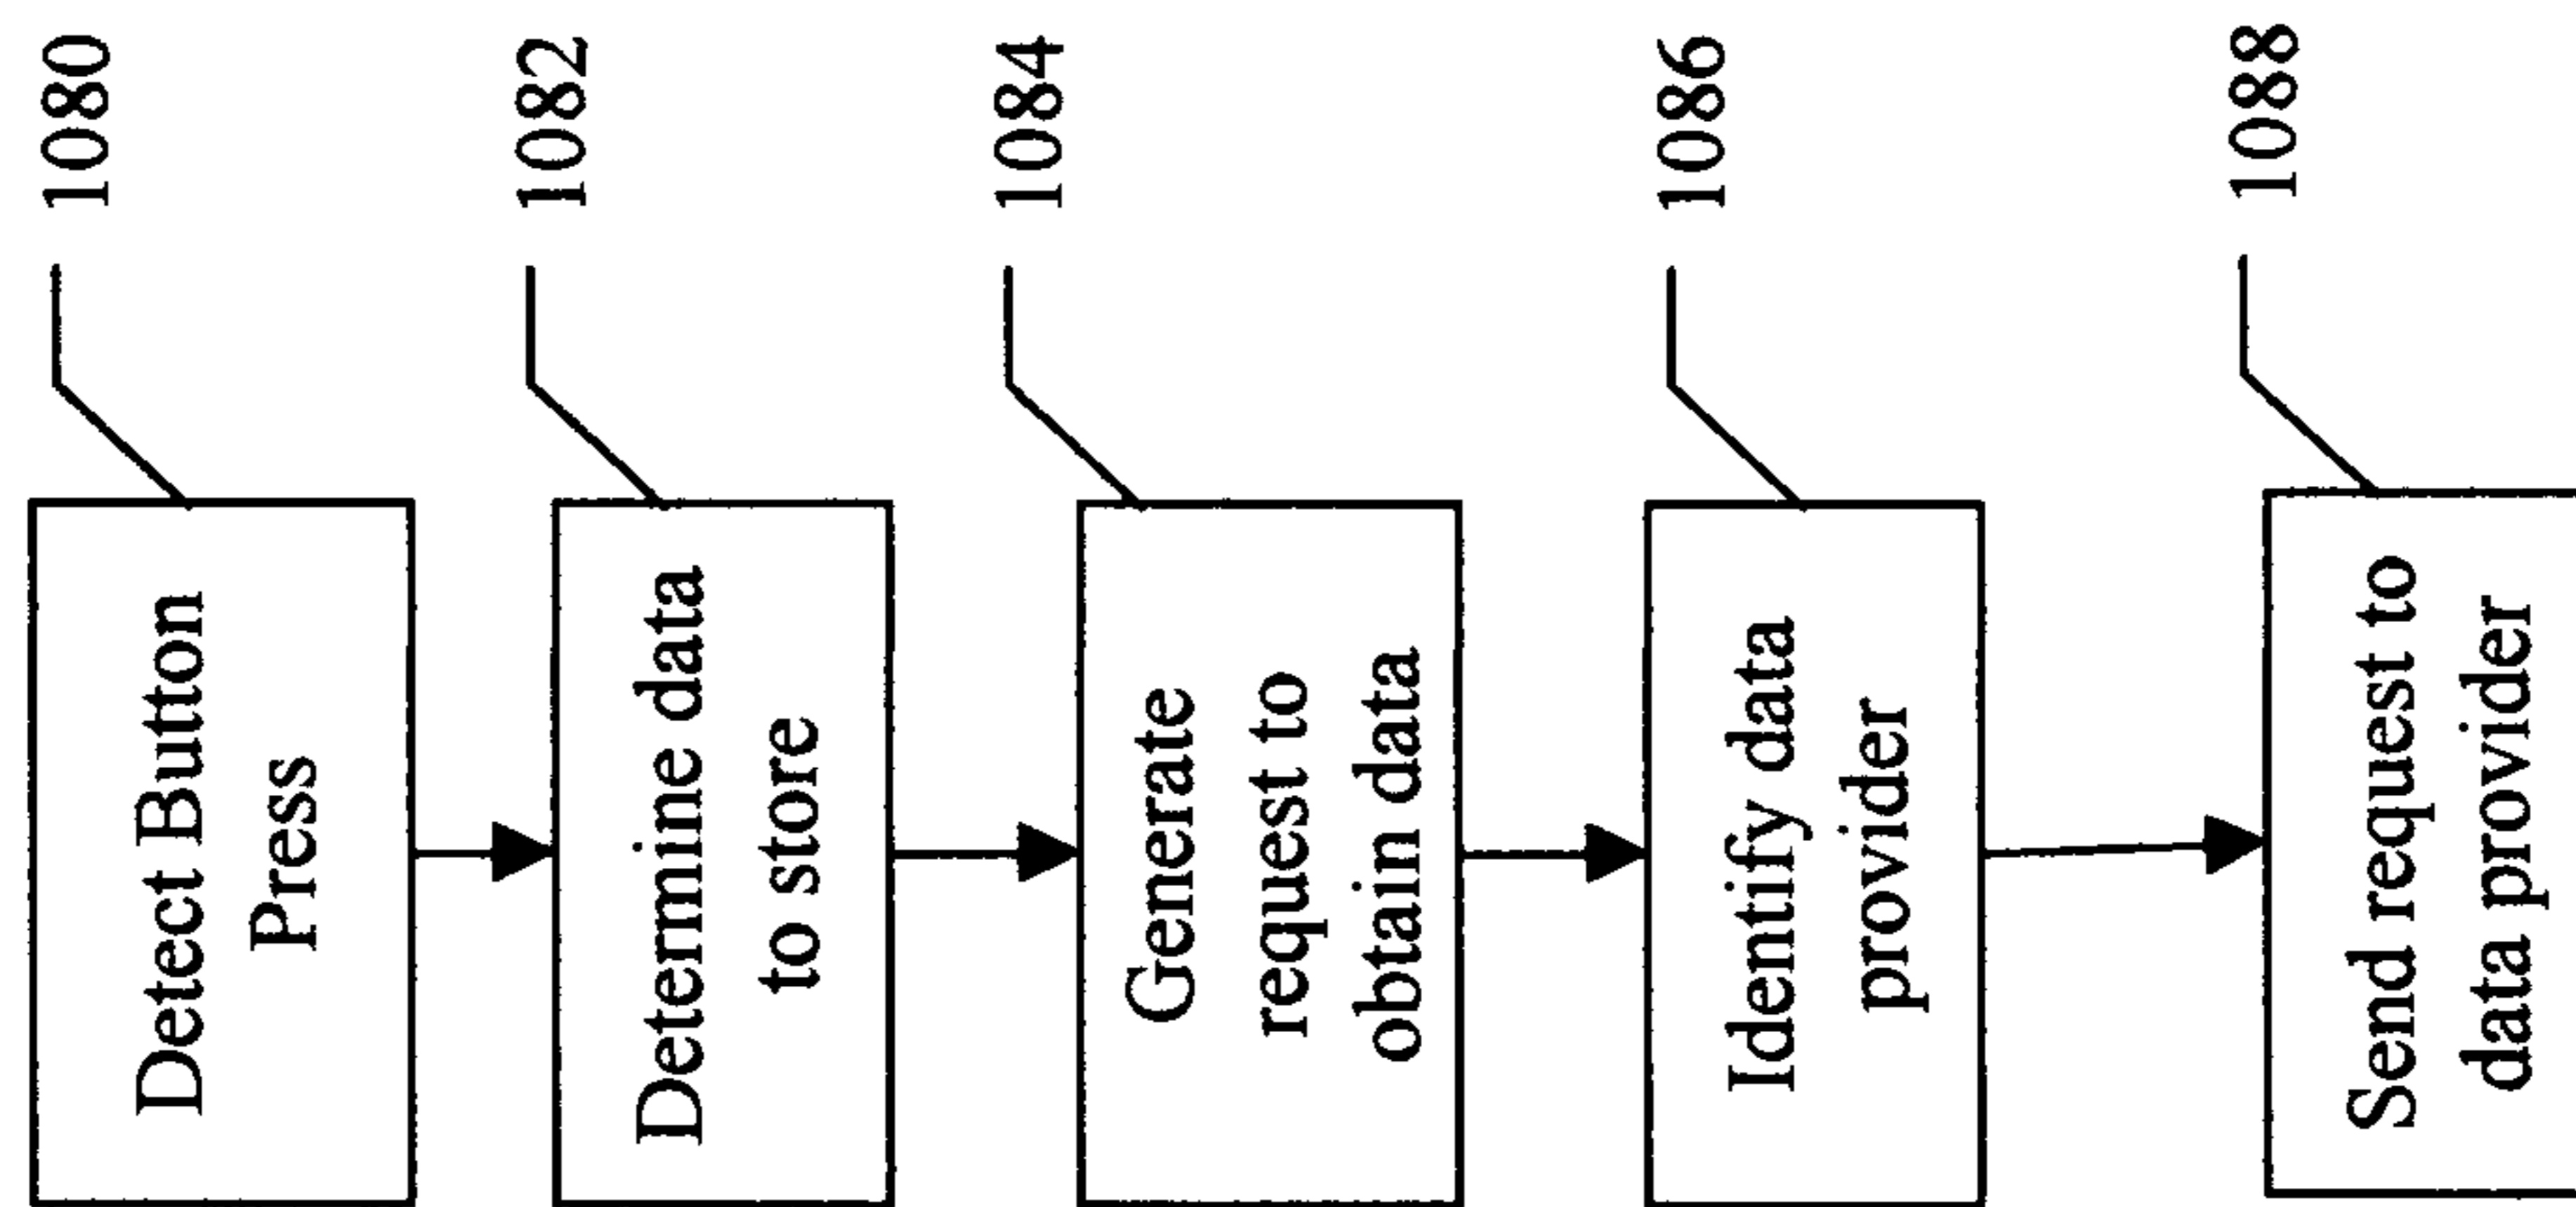 Detect Button
Press
1080
Determine data
to store
1082
Generate
request to
obtain data
1084
Identify data
provider
1086
Send request to
data provider
1088